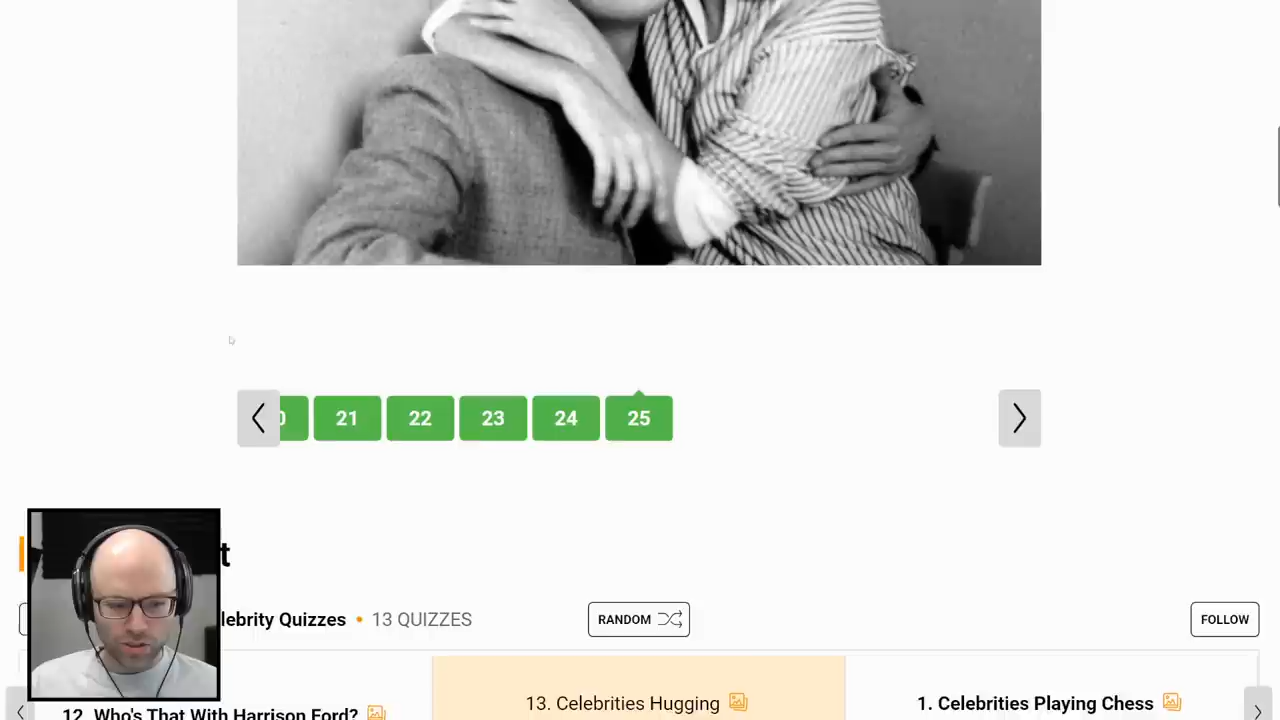 21 22 23 24 25
lebrity Quizzes • 13 QUIZZES RANDOM FOLLOW
12. Who's That With Harrison Ford? 13. Celebrities Hugging 1. Celebrities Playing Chess